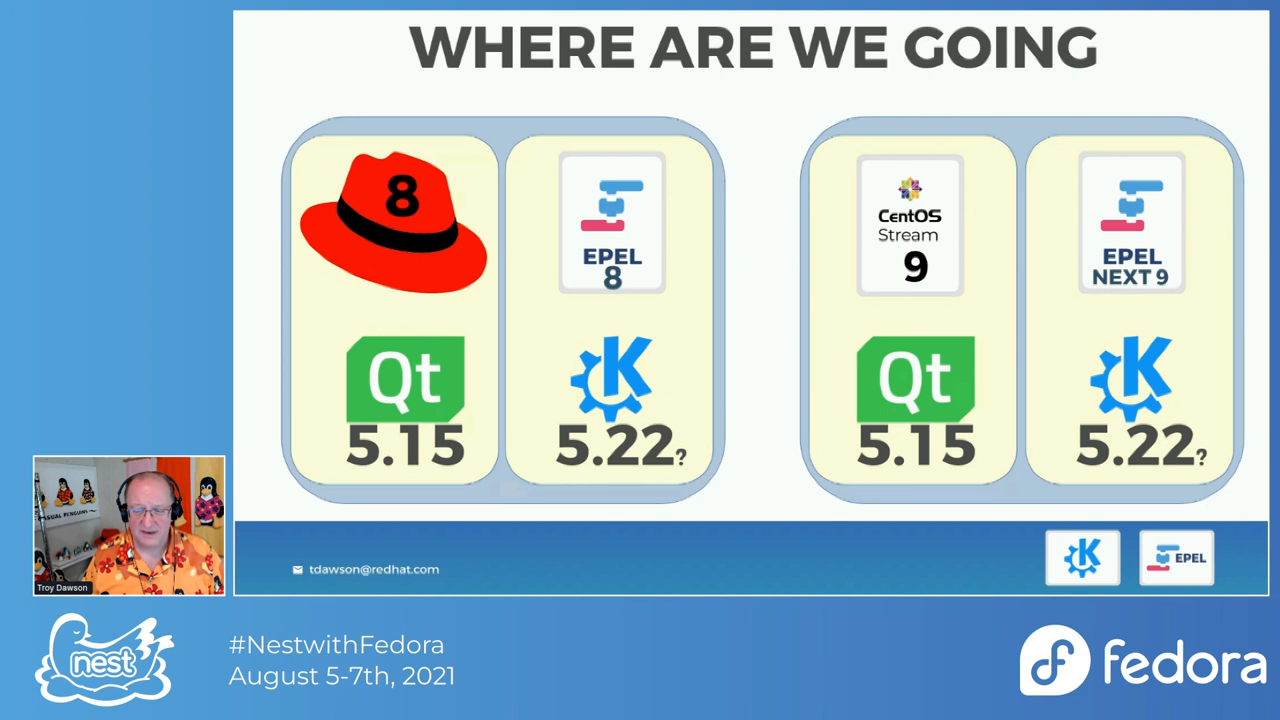 WHERE ARE WE GOING
8
EPEL
8
Qt
5.15
K
5.22?
CentOS
Stream
9
EPEL
NEXT 9
Qt
5.15
K
5.22?
tdawson@redhat.com
K
EPEL
CASUAL PENGUINS
Troy Dawson
nest
#NestwithFedora
August 5-7th, 2021
fedora